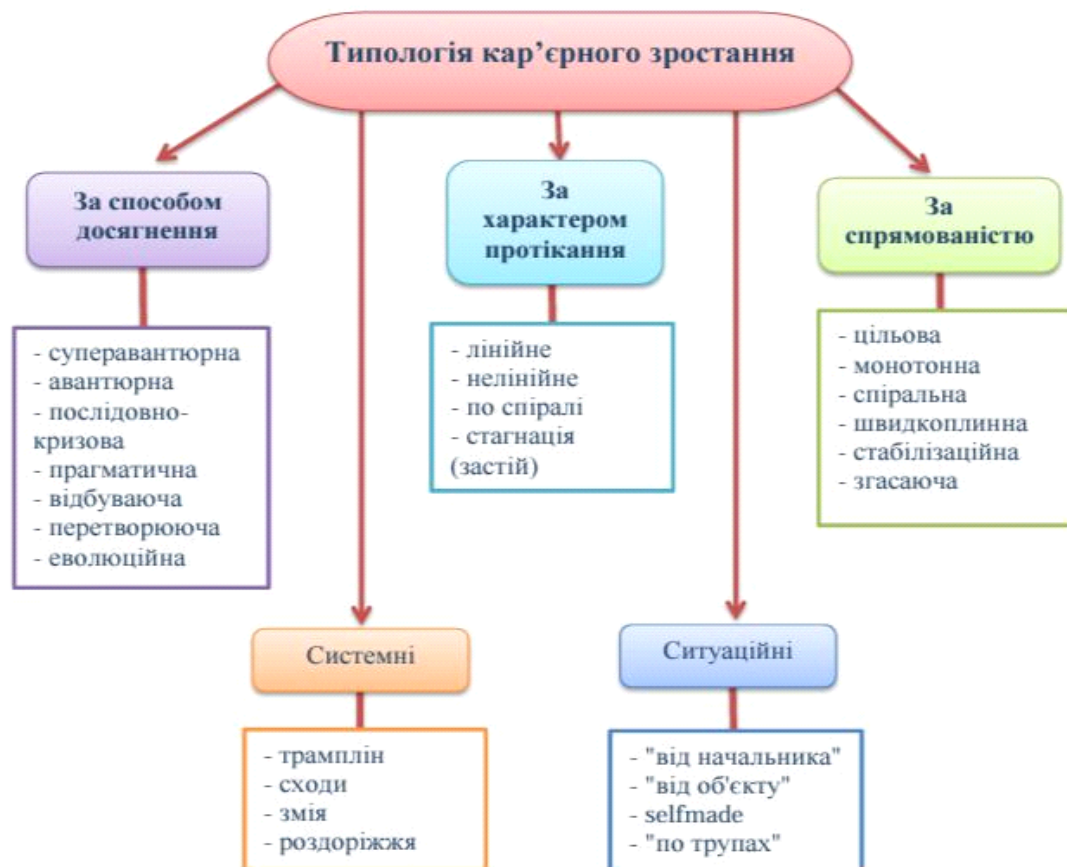 Типологія кар’єрного зростання
За способом
досягнення
- суперавантюрна
- авантюрна
- послідовно-
кризова
- прагматична
- відбуваюча
- перетворююча
- еволюційна
За
характером
протікання
- лінійне
- нелінійне
- по спіралі
- стагнація
(застій)
За
спрямованістю
- цільова
- монотонна
- спіральна
- швидкоплинна
- стабілізаційна
- згасаюча
Системні
- трамплін
- сходи
- змія
- роздоріжжя
Ситуаційні
- "від начальника"
- "від об'єкту"
- selfmade
- "по трупах"